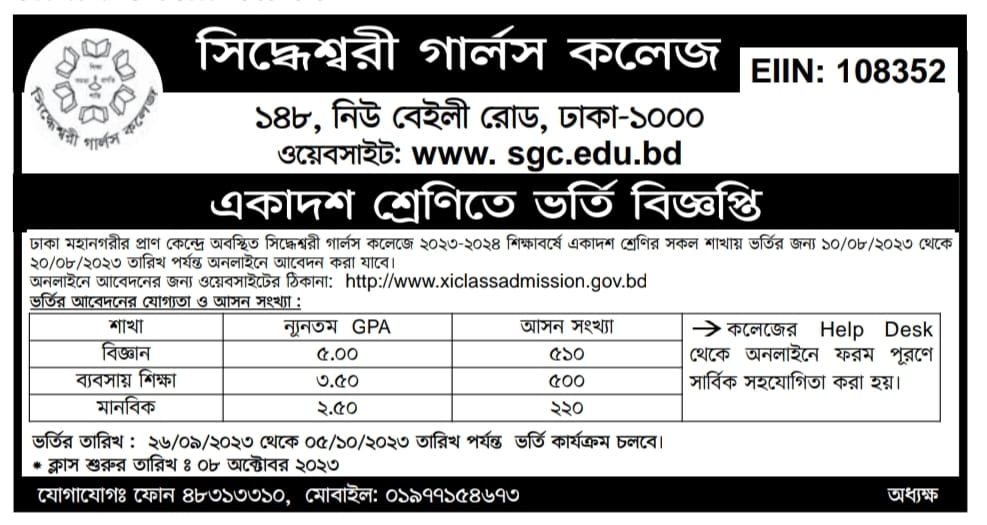 সিদ্ধেশ্বরী গার্লস কলেজ
EIIN: 108352
সিদ্ধেশ্বরী গার্লস কলেজ
১৪৮, নিউ বেইলী রোড, ঢাকা-১০০০
ওয়েবসাইট: www. sgc.edu.bd
একাদশ শ্রেণিতে ভর্তি বিজ্ঞপ্তি
ঢাকা মহানগরীর প্রাণ কেন্দ্রে অবস্থিত সিদ্ধেশ্বরী গার্লস কলেজে ২০২৩-২০২৪ শিক্ষাবর্ষে একাদশ শ্রেণির সকল শাখায় ভর্তির জন্য ১০/০৮/২০২৩ থেকে
২০/০৮/২০২৩ তারিখ পর্যন্ত অনলাইনে আবেদন করা যাবে।
অনলাইনে আবেদনের জন্য ওয়েবসাইটের ঠিকানা: http://www.xiclassadmission.gov.bd
ভর্তির আবেদনের যোগ্যতা ও আসন সংখ্যা :
শাখা ন্যূনতম GPA আসন সংখ্যা
বিজ্ঞান ৫.০০ ৫১০
ব্যবসায় শিক্ষা ৩.৫০ ৫০০
মানবিক ২.৫০ ২২০
→ কলেজের Help Desk
থেকে অনলাইনে ফরম পূরণে
সার্বিক সহযোগিতা করা হয়।
ভর্তির তারিখ : ২৬/০৯/২০২৩ থেকে ০৫/১০/২০২৩ তারিখ পর্যন্ত ভর্তি কার্যক্রম চলবে।
* ক্লাস শুরুর তারিখ ঃ ০৮ অক্টোবর ২০২৩
যোগাযোগঃ ফোন ৪৮৩১৩৩১০, মোবাইল: ০১৯৭৭১৫৪৬৭৩
অধ্যক্ষ